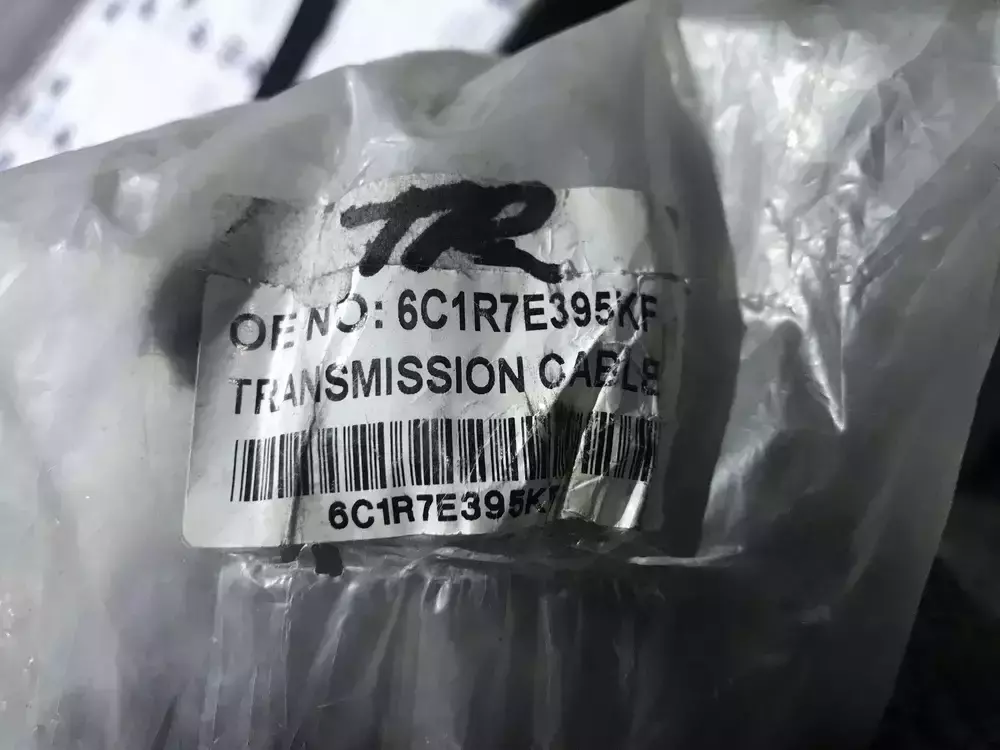 TR
OE NO: 6C1R7E395KF
TRANSMISSION CABLE
6C1R7E395KF